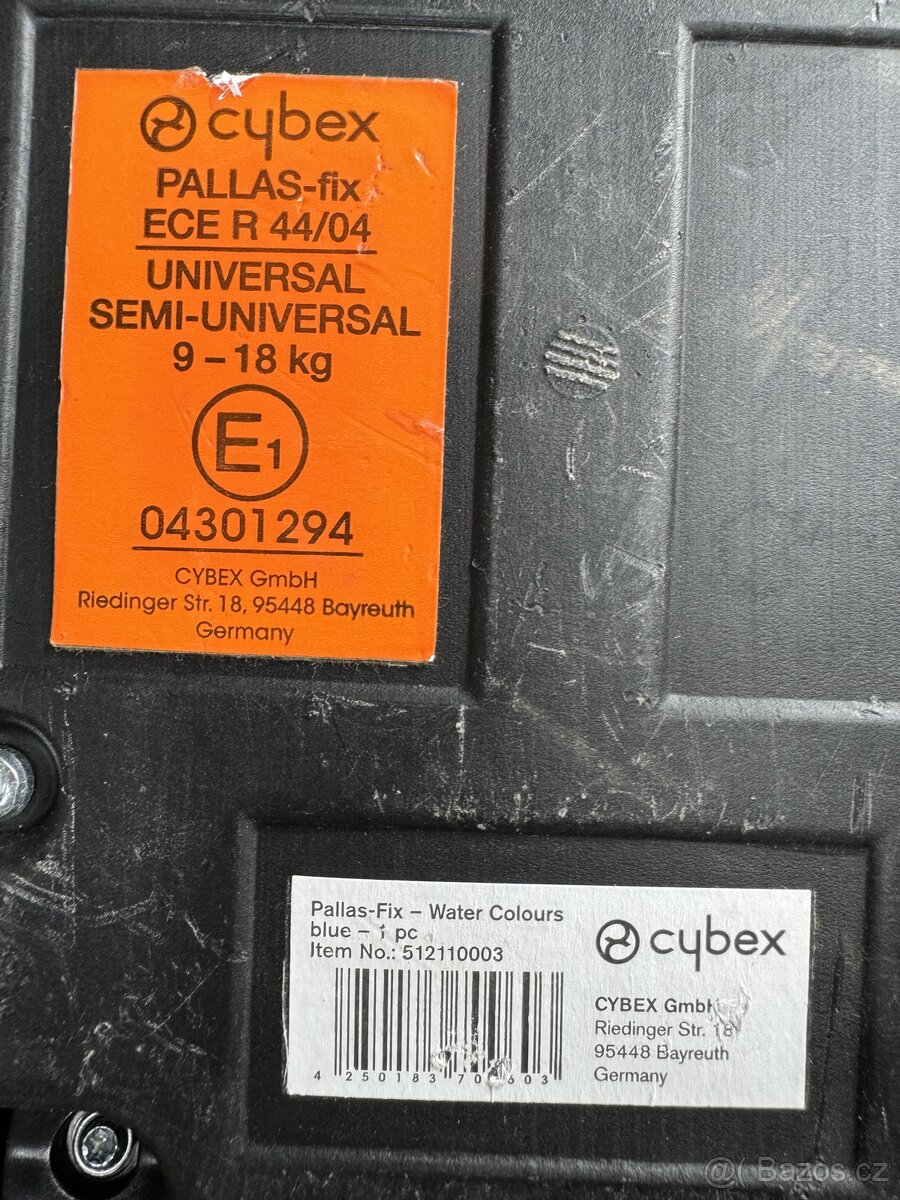 cybex
PALLAS-fix
ECE R 44/04
UNIVERSAL
SEMI-UNIVERSAL
9 – 18 kg
E1
04301294
CYBEX GmbH
Riedinger Str. 18, 95448 Bayreuth
Germany
Pallas-Fix – Water Colours
blue – 1 pc
Item No.: 512110003
cybex
CYBEX GmbH
Riedinger Str. 18
95448 Bayreuth
Germany
Bazos.cz